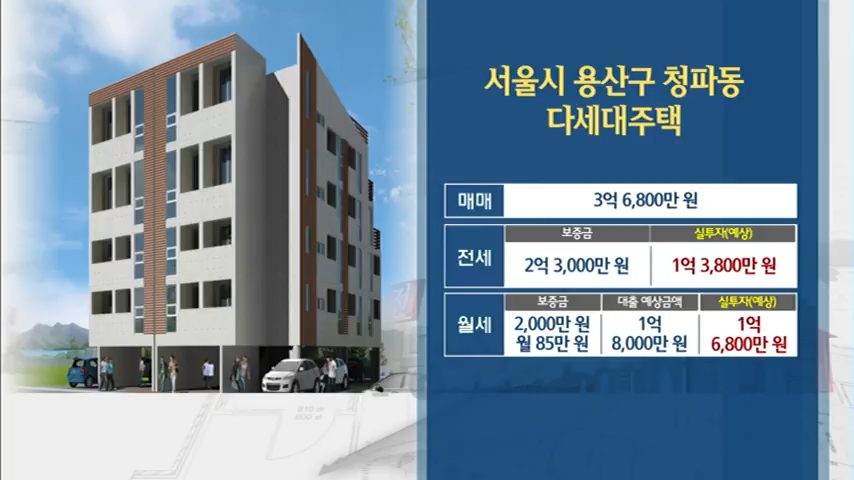 서울시 용산구 청파동
다세대주택
매매
3억 6,800만 원
전세
보증금
실투자(예상)
2억 3,000만 원
1억 3,800만 원
월세
보증금
대출 예상금액
실투자(예상)
2,000만 원
월 85만 원
1억
8,000만 원
1억
6,800만 원